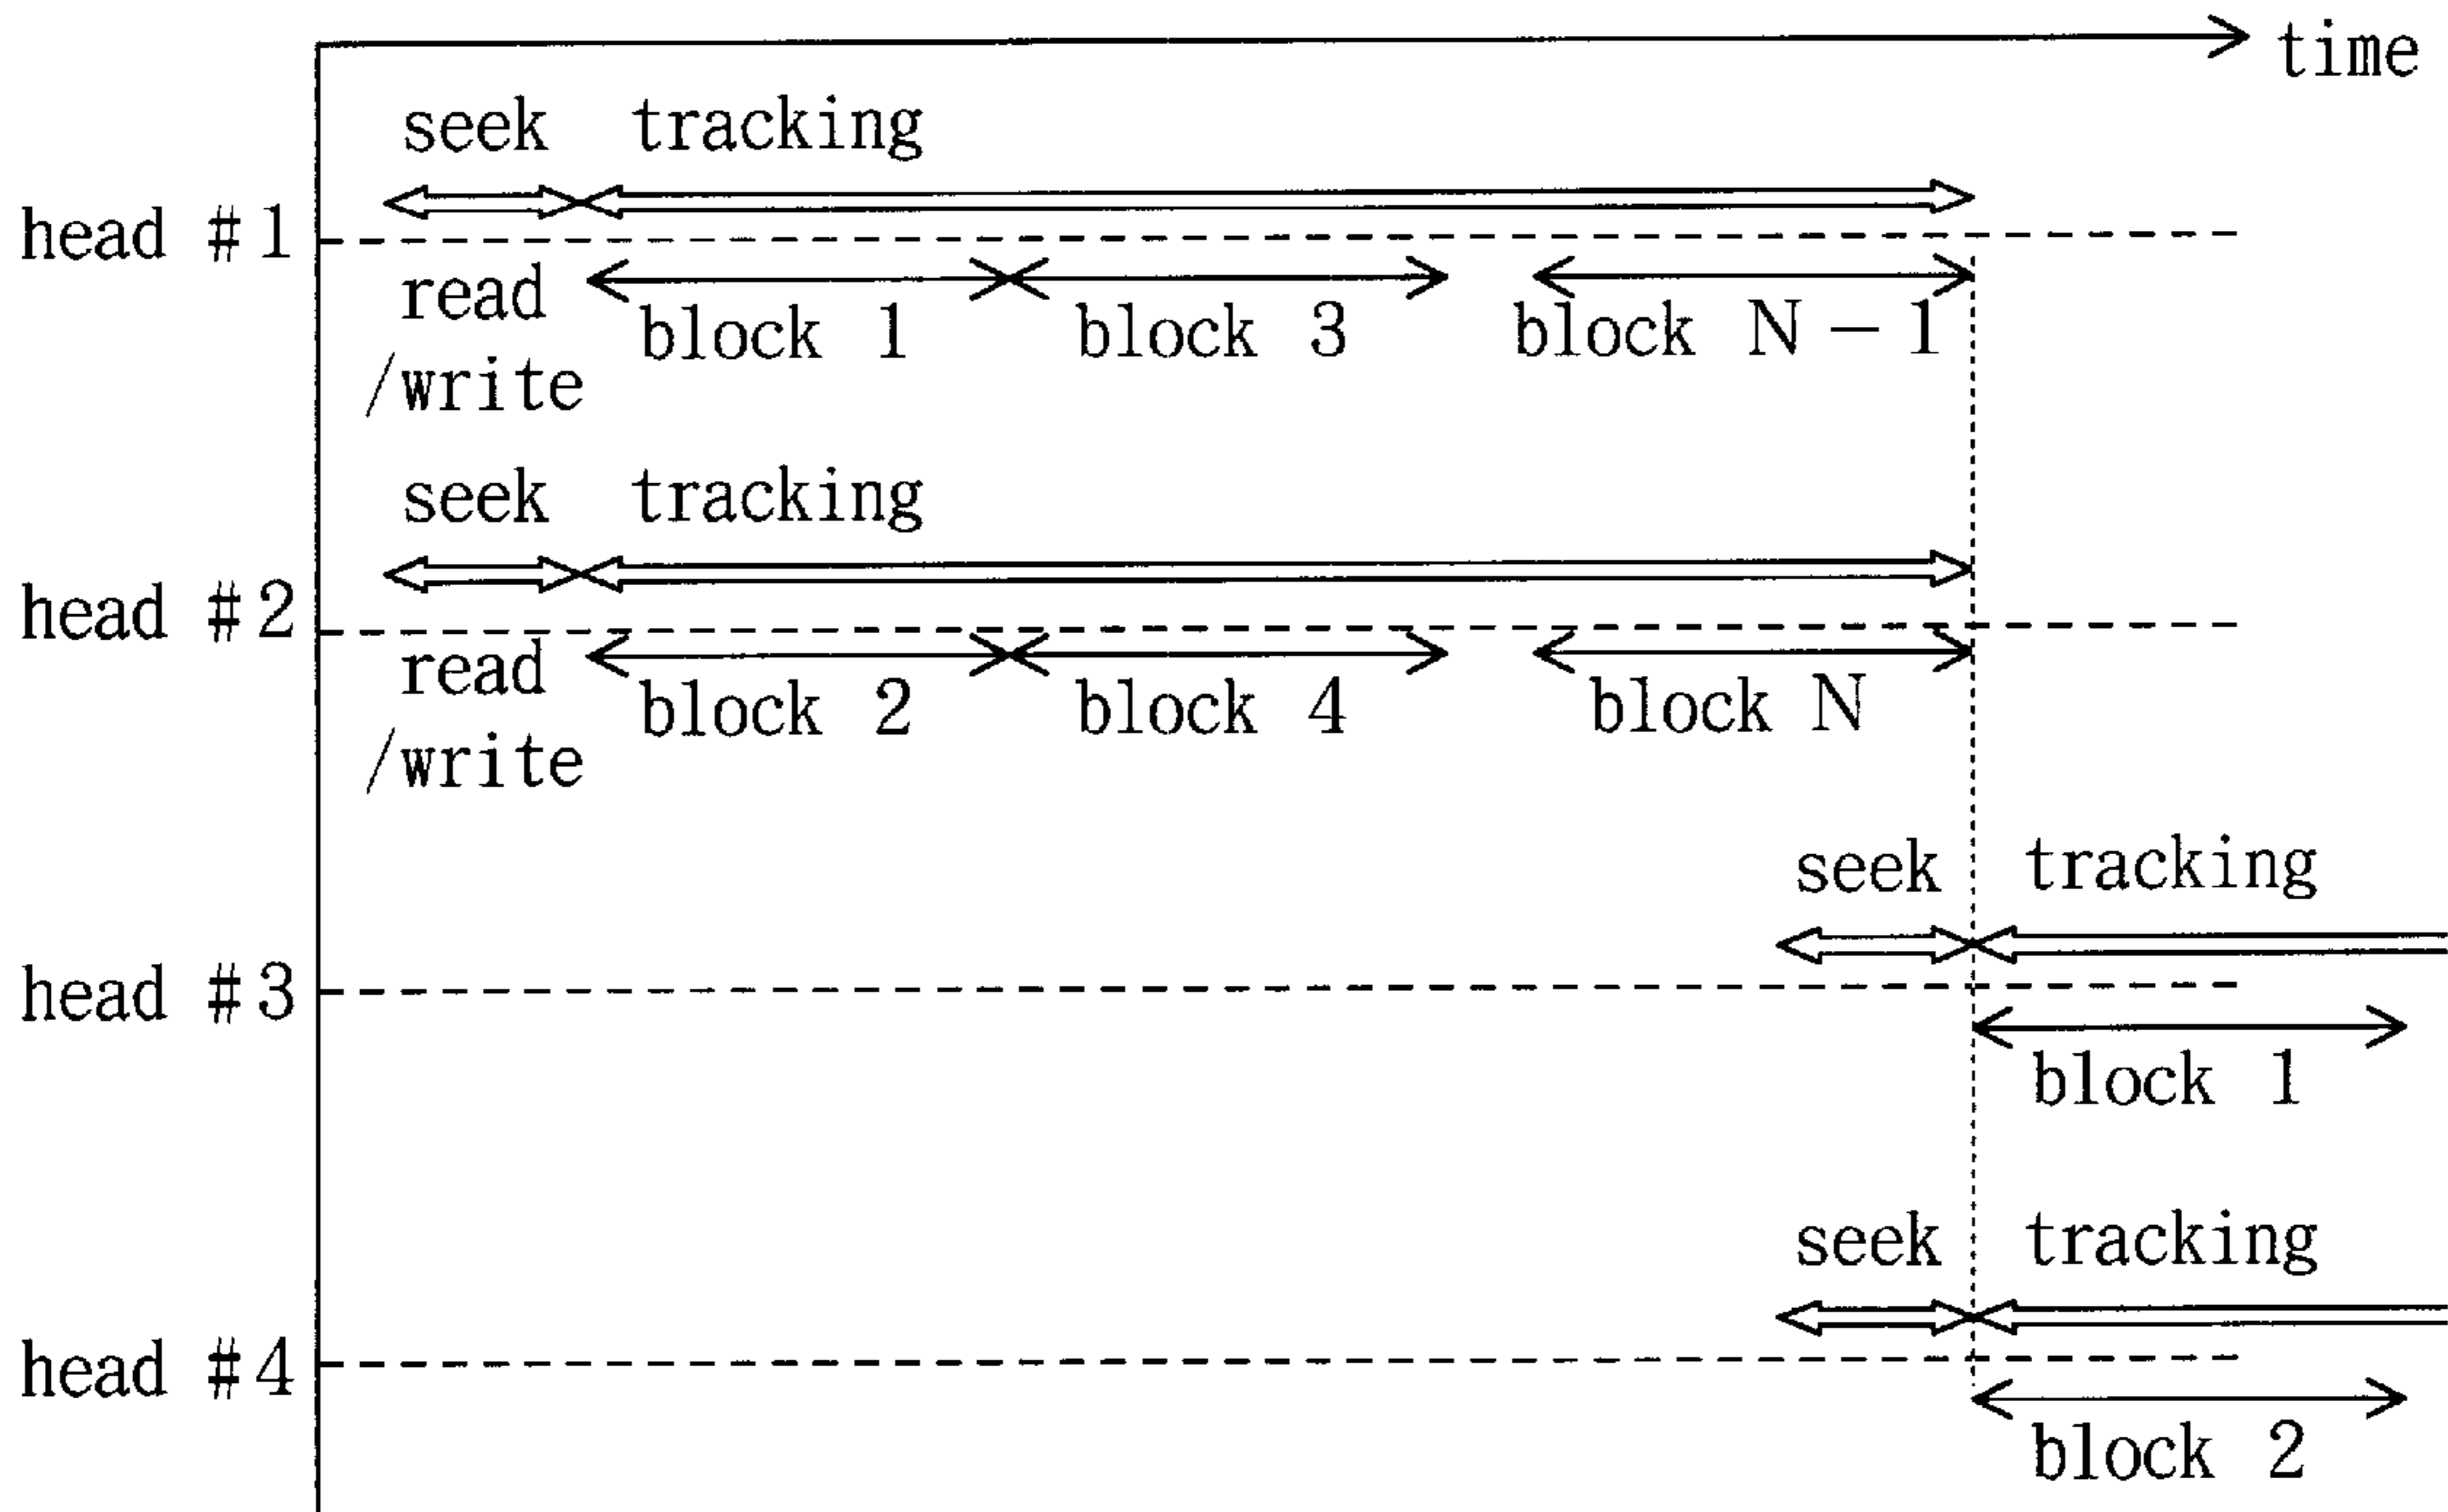 time
seek tracking
head #1
read
block 1 block 3 block N－1
/write
seek tracking
head #2
read
block 2 block 4 block N
/write
seek tracking
head #3
block 1
seek tracking
head #4
block 2